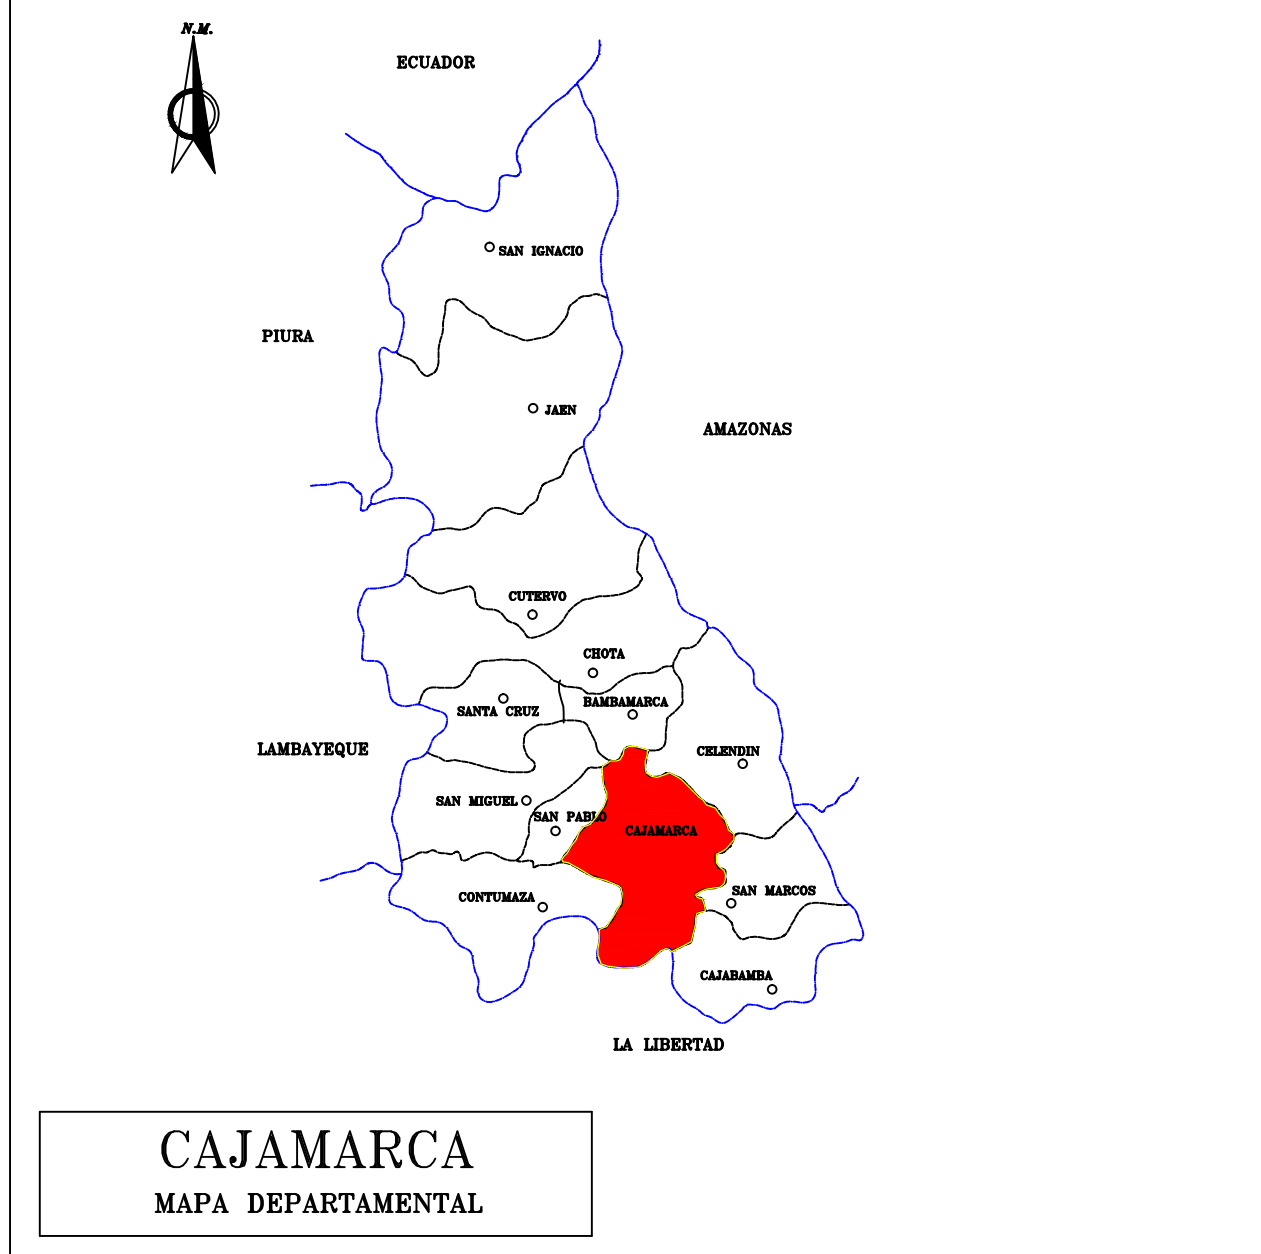 N.M.
ECUADOR
SAN IGNACIO
PIURA
JAEN
AMAZONAS
CUTERVO
CHOTA
BAMBAMARCA
SANTA CRUZ
LAMBAYEQUE
CELENDIN
SAN MIGUEL
SAN PABLO
CAJAMARCA
SAN MARCOS
CONTUMAZA
CAJABAMBA
LA LIBERTAD
CAJAMARCA
MAPA DEPARTAMENTAL